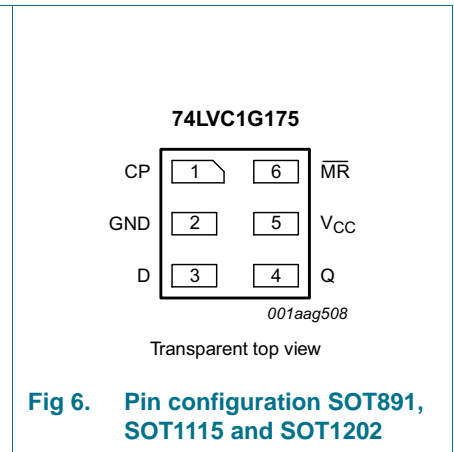 74LVC1G175
CP 1 6 M̅R̅
GND 2 5 VCC
D 3 4 Q
001aag508
Transparent top view
Fig 6. Pin configuration SOT891,
SOT1115 and SOT1202